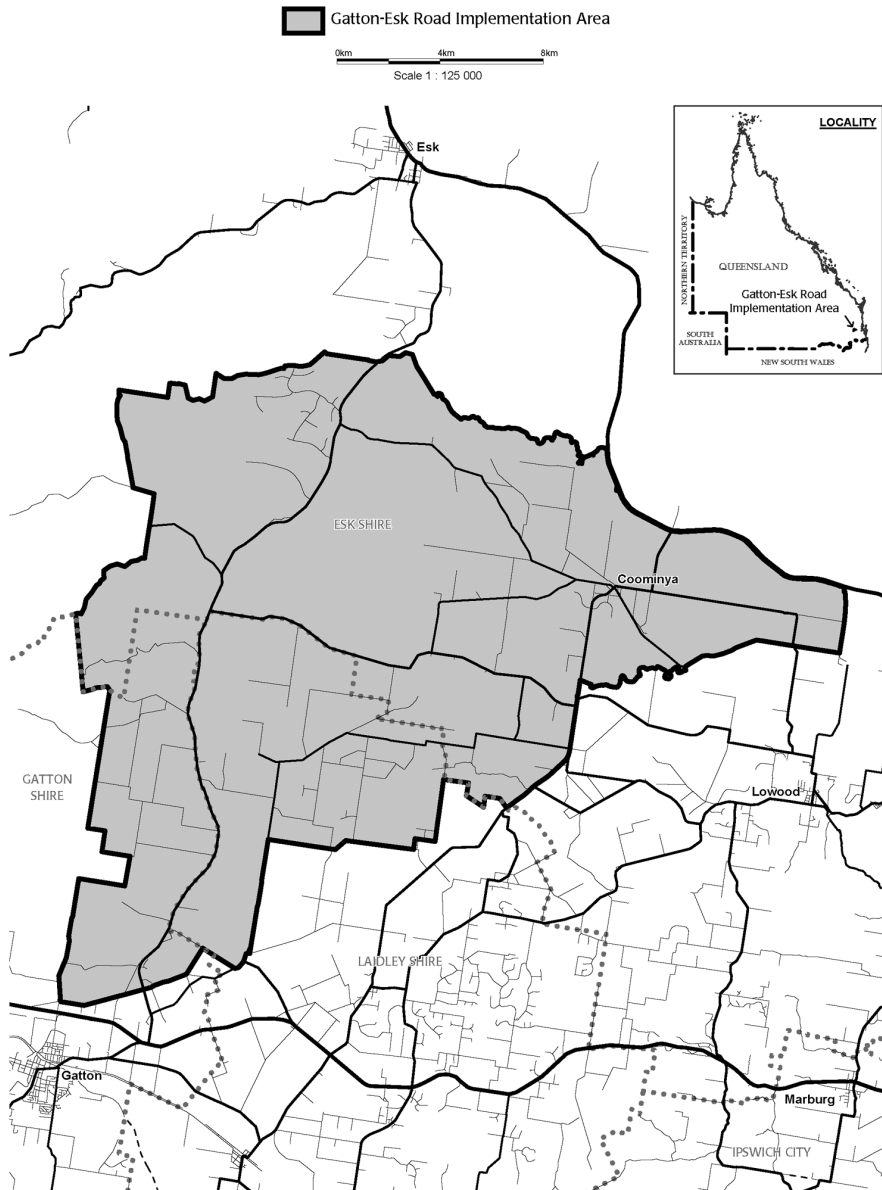 Gatton-Esk Road Implementation Area
0km 4km 8km
Scale 1 : 125 000
LOCALITY
NORTHERN TERRITORY
QUEENSLAND
Gatton-Esk Road
Implementation Area
SOUTH
AUSTRALIA
NEW SOUTH WALES
Esk
ESK SHIRE
Coominya
GATTON
SHIRE
Lowood
LAIDLEY SHIRE
Gatton
Marburg
IPSWICH CITY